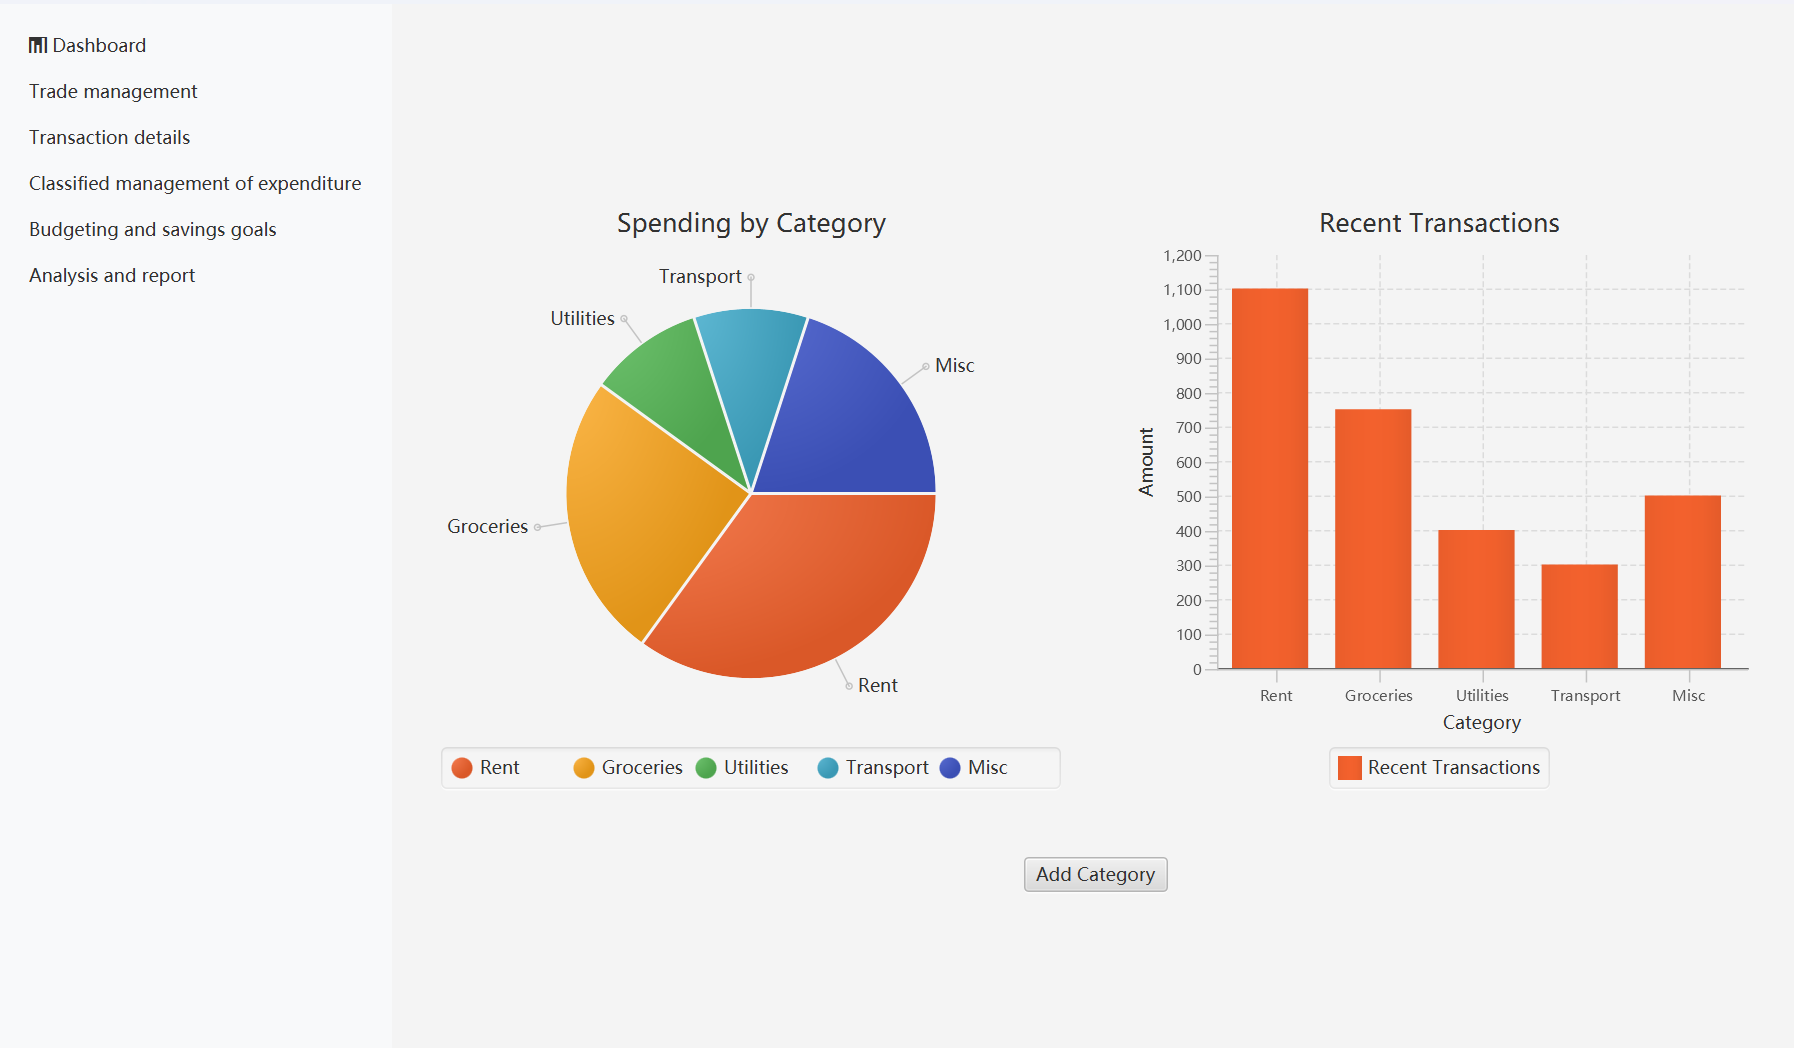 Dashboard
Trade management
Transaction details
Classified management of expenditure
Budgeting and savings goals
Analysis and report
Spending by Category
Transport
Utilities
Misc
Groceries
Rent
Rent Groceries Utilities Transport Misc
Recent Transactions
1,200
1,100
1,000
900
800
700
600
500
400
300
200
100
0
Amount
Rent Groceries Utilities Transport Misc
Category
Recent Transactions
Add Category